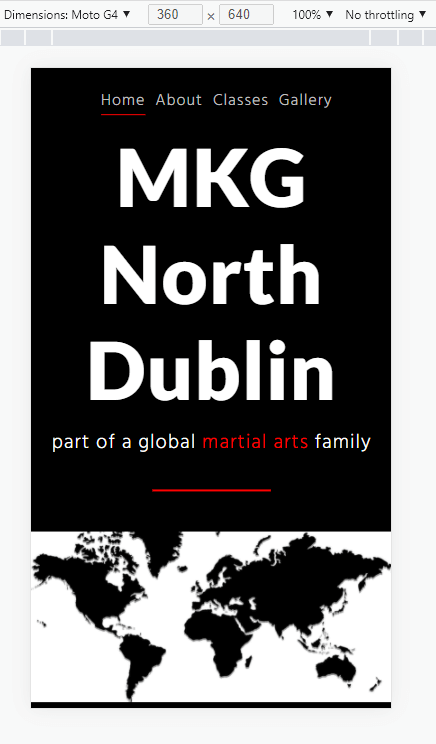 Dimensions: Moto G4 ▼ 360 × 640 100% ▼ No throttling ▼
Home About Classes Gallery
MKG
North
Dublin
part of a global martial arts family